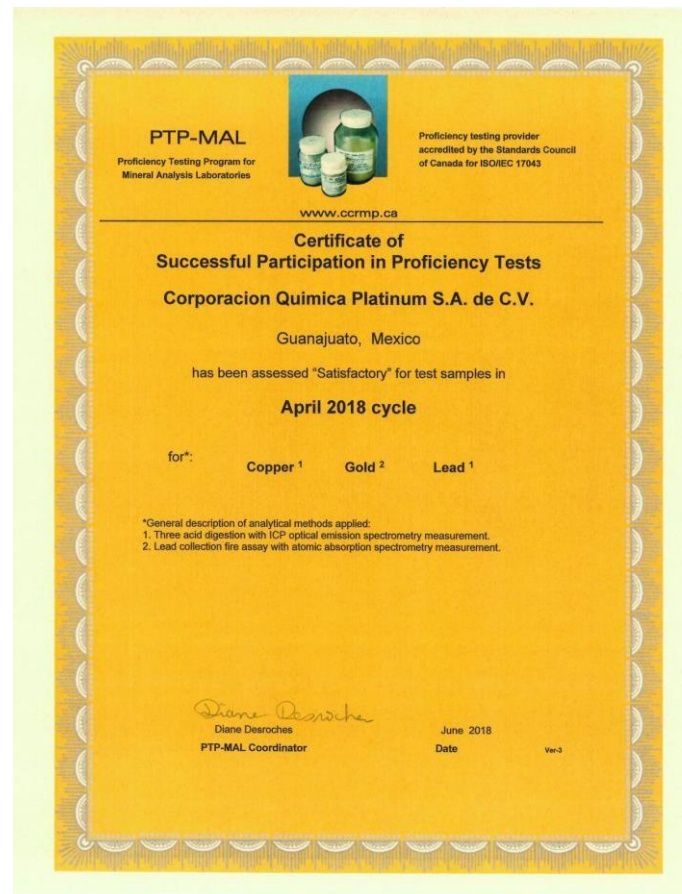 PTP-MAL
Proficiency Testing Program for
Mineral Analysis Laboratories
Proficiency testing provider
accredited by the Standards Council
of Canada for ISO/IEC 17043
www.ccrmp.ca
Certificate of
Successful Participation in Proficiency Tests
Corporacion Quimica Platinum S.A. de C.V.
Guanajuato, Mexico
has been assessed "Satisfactory" for test samples in
April 2018 cycle
for*:
Copper 1 Gold 2 Lead 1
*General description of analytical methods applied:
1. Three acid digestion with ICP optical emission spectrometry measurement.
2. Lead collection fire assay with atomic absorption spectrometry measurement.
Diane Desroches
Diane Desroches June 2018
PTP-MAL Coordinator Date Ver-3